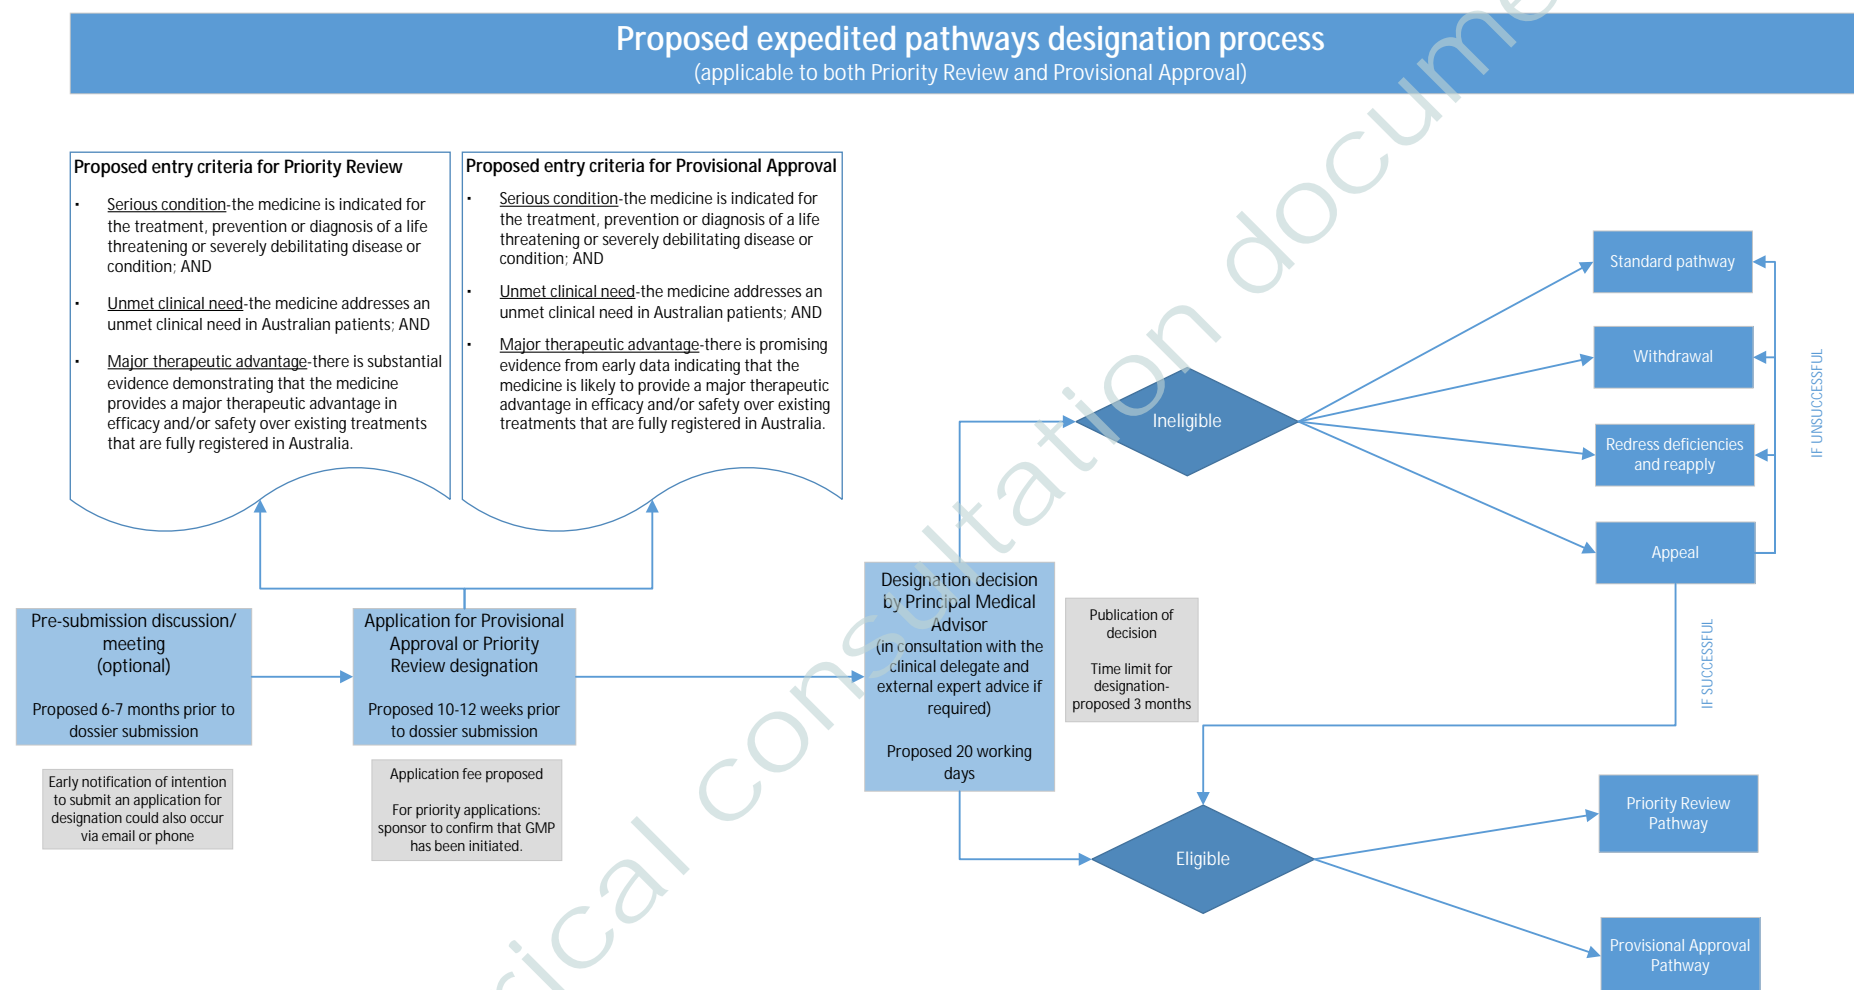 Proposed expedited pathways designation process
(applicable to both Priority Review and Provisional Approval)
Proposed entry criteria for Priority Review
▪ Serious condition-the medicine is indicated for
the treatment, prevention or diagnosis of a life
threatening or severely debilitating disease or
condition; AND
▪ Unmet clinical need-the medicine addresses an
unmet clinical need in Australian patients; AND
▪ Major therapeutic advantage-there is substantial
evidence demonstrating that the medicine
provides a major therapeutic advantage in
efficacy and/or safety over existing treatments
that are fully registered in Australia.
Proposed entry criteria for Provisional Approval
▪ Serious condition-the medicine is indicated for
the treatment, prevention or diagnosis of a life
threatening or severely debilitating disease or
condition; AND
▪ Unmet clinical need-the medicine addresses an
unmet clinical need in Australian patients; AND
▪ Major therapeutic advantage-there is promising
evidence from early data indicating that the
medicine is likely to provide a major therapeutic
advantage in efficacy and/or safety over existing
treatments that are fully registered in Australia.
Pre-submission discussion/
meeting
(optional)
Proposed 6-7 months prior to
dossier submission
Early notification of intention
to submit an application for
designation could also occur
via email or phone
Application for Provisional
Approval or Priority
Review designation
Proposed 10-12 weeks prior
to dossier submission
Application fee proposed
For priority applications:
sponsor to confirm that GMP
has been initiated.
Designation decision
by Principal Medical
Advisor
(in consultation with the
clinical delegate and
external expert advice if
required)
Proposed 20 working
days
Publication of
decision
Time limit for
designation-
proposed 3 months
Ineligible
Standard pathway
Withdrawal
Redress deficiencies
and reapply
Appeal
IF UNSUCCESSFUL
IF SUCCESSFUL
Eligible
Priority Review
Pathway
Provisional Approval
Pathway
rical consultation docume